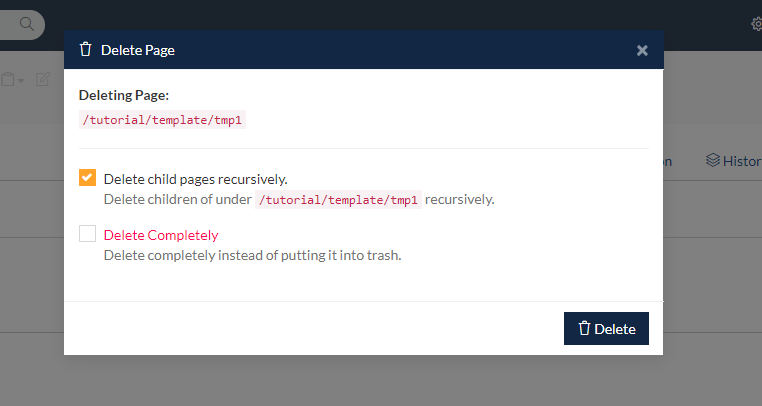 Delete Page
Deleting Page:
/tutorial/template/tmp1
Histor
Delete child pages recursively.
Delete children of under /tutorial/template/tmp1 recursively.
Delete Completely
Delete completely instead of putting it into trash.
Delete